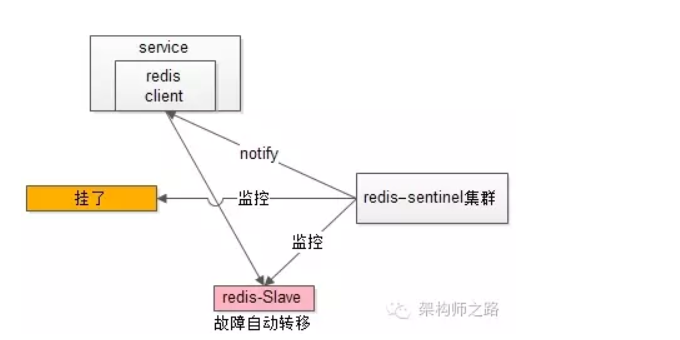 service
redis
client
notify
挂了
监控
redis-sentinel集群
监控
redis-Slave
故障自动转移
架构师之路